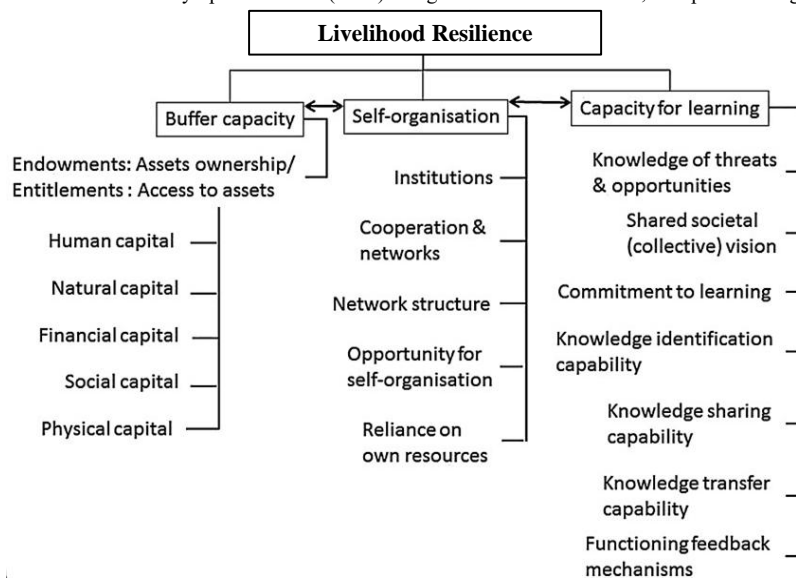 Livelihood Resilience
Buffer capacity
Self-organisation
Capacity for learning
Endowments: Assets ownership/
Entitlements : Access to assets
Human capital
Natural capital
Financial capital
Social capital
Physical capital
Institutions
Cooperation &
networks
Network structure
Opportunity for
self-organisation
Reliance on
own resources
Knowledge of threats
& opportunities
Shared societal
(collective) vision
Commitment to learning
Knowledge identification
capability
Knowledge sharing
capability
Knowledge transfer
capability
Functioning feedback
mechanisms